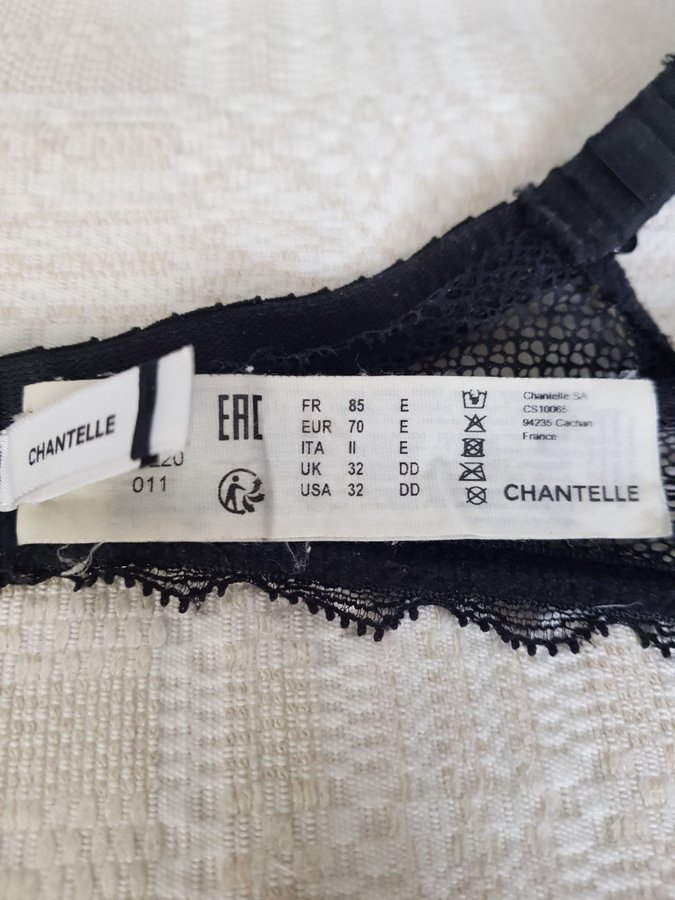 CHANTELLE
011
EAC
FR 85 E
EUR 70 E
ITA II E
UK 32 DD
USA 32 DD
Chantelle SA
CS10065
94235 Cachan
France
CHANTELLE